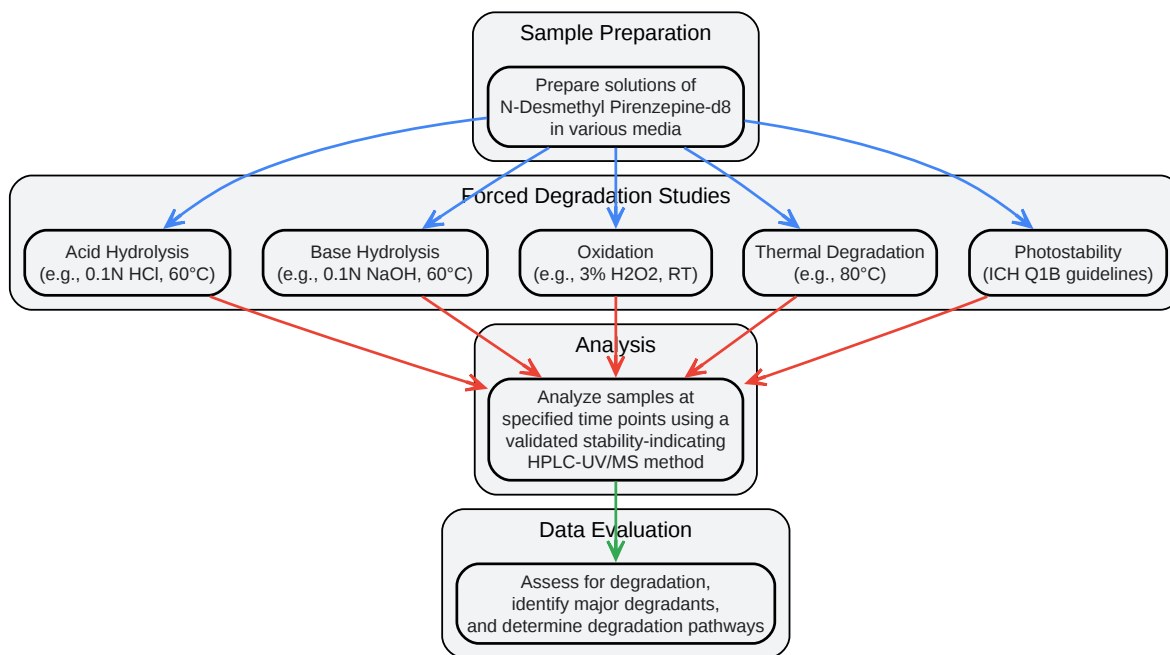 Sample Preparation
Prepare solutions of
N-Desmethyl Pirenzepine-d8
in various media
Forced Degradation Studies
Acid Hydrolysis
(e.g., 0.1N HCl, 60°C)
Base Hydrolysis
(e.g., 0.1N NaOH, 60°C)
Oxidation
(e.g., 3% H2O2, RT)
Thermal Degradation
(e.g., 80°C)
Photostability
(ICH Q1B guidelines)
Analysis
Analyze samples at
specified time points using a
validated stability-indicating
HPLC-UV/MS method
Data Evaluation
Assess for degradation,
identify major degradants,
and determine degradation pathways